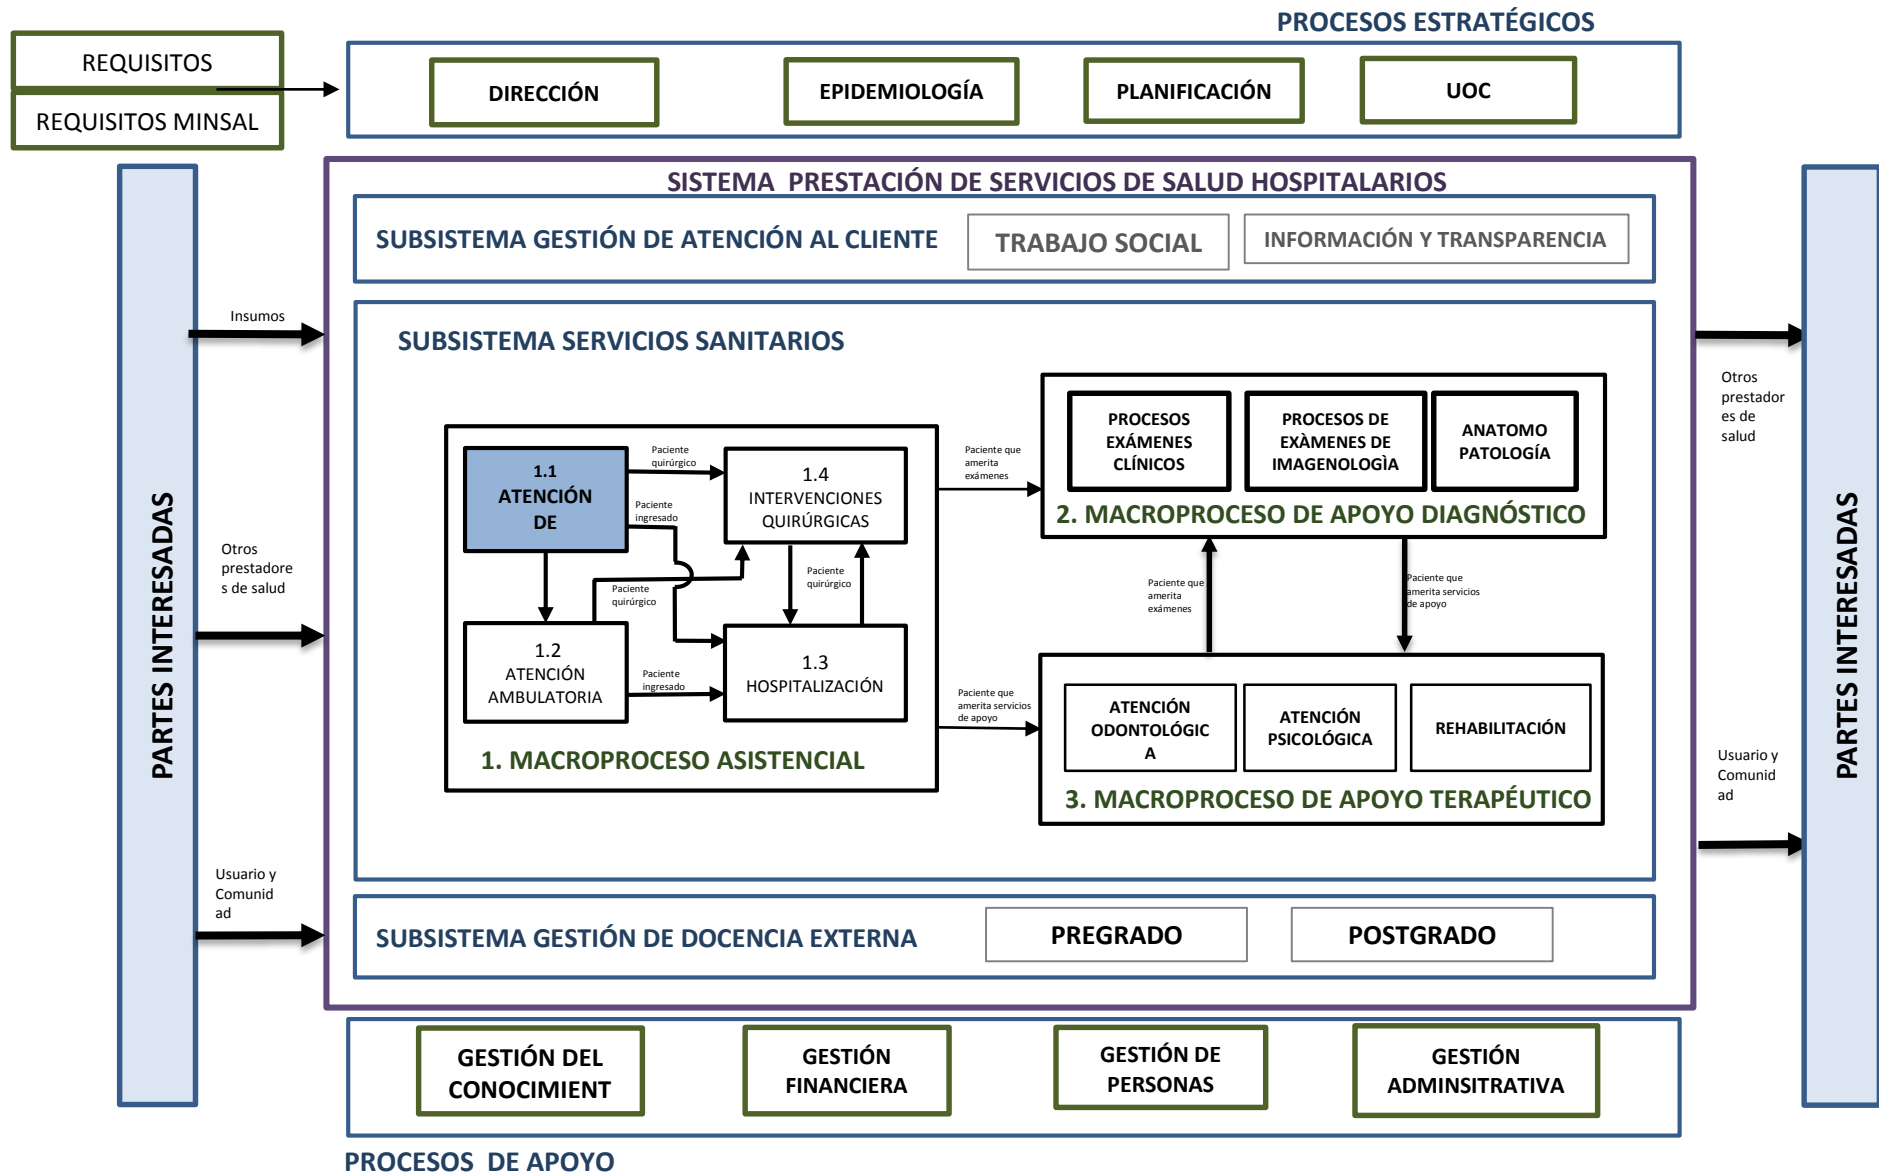 PROCESOS ESTRATÉGICOS
REQUISITOS
REQUISITOS MINSAL
DIRECCIÓN
EPIDEMIOLOGÍA
PLANIFICACIÓN
UOC
PARTES INTERESADAS
Insumos
Otros
prestadore
s de salud
Usuario y
Comunid
ad
SISTEMA PRESTACIÓN DE SERVICIOS DE SALUD HOSPITALARIOS
SUBSISTEMA GESTIÓN DE ATENCIÓN AL CLIENTE
TRABAJO SOCIAL
INFORMACIÓN Y TRANSPARENCIA
SUBSISTEMA SERVICIOS SANITARIOS
1.1
ATENCIÓN
DE
Paciente
quirúrgico
Paciente
ingresado
1.4
INTERVENCIONES
QUIRÚRGICAS
Paciente
quirúrgico
Paciente
quirúrgico
1.2
ATENCIÓN
AMBULATORIA
Paciente
ingresado
1.3
HOSPITALIZACIÓN
1. MACROPROCESO ASISTENCIAL
Paciente que
amerita
exámenes
Paciente que
amerita servicios
de apoyo
PROCESOS
EXÁMENES
CLÍNICOS
PROCESOS DE
EXÀMENES DE
IMAGENOLOGÌA
ANATOMO
PATOLOGÍA
2. MACROPROCESO DE APOYO DIAGNÓSTICO
Paciente que
amerita
exámenes
Paciente que
amerita servicios
de apoyo
ATENCIÓN
ODONTOLÓGIC
A
ATENCIÓN
PSICOLÓGICA
REHABILITACIÓN
3. MACROPROCESO DE APOYO TERAPÉUTICO
SUBSISTEMA GESTIÓN DE DOCENCIA EXTERNA
PREGRADO
POSTGRADO
Otros
prestador
es de
salud
Usuario y
Comunid
ad
PARTES INTERESADAS
GESTIÓN DEL
CONOCIMIENT
GESTIÓN
FINANCIERA
GESTIÓN DE
PERSONAS
GESTIÓN
ADMINSITRATIVA
PROCESOS DE APOYO